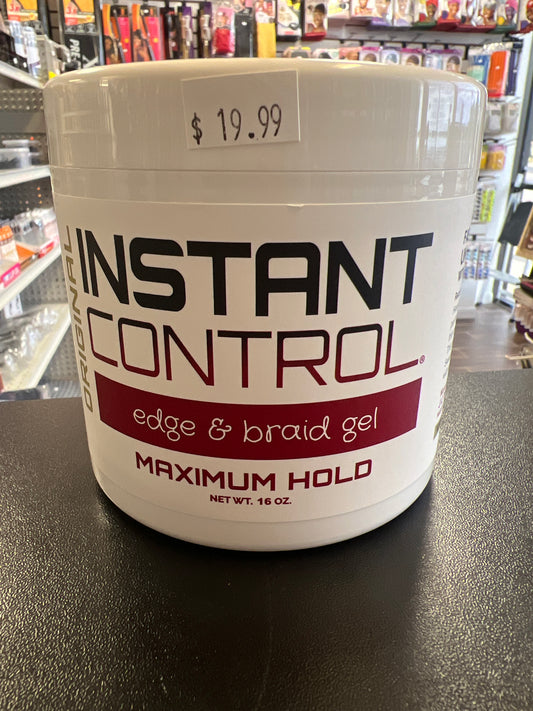 $ 19.99
ORIGINAL
INSTANT
CONTROL®
edge & braid gel
MAXIMUM HOLD
NET WT. 16 OZ.